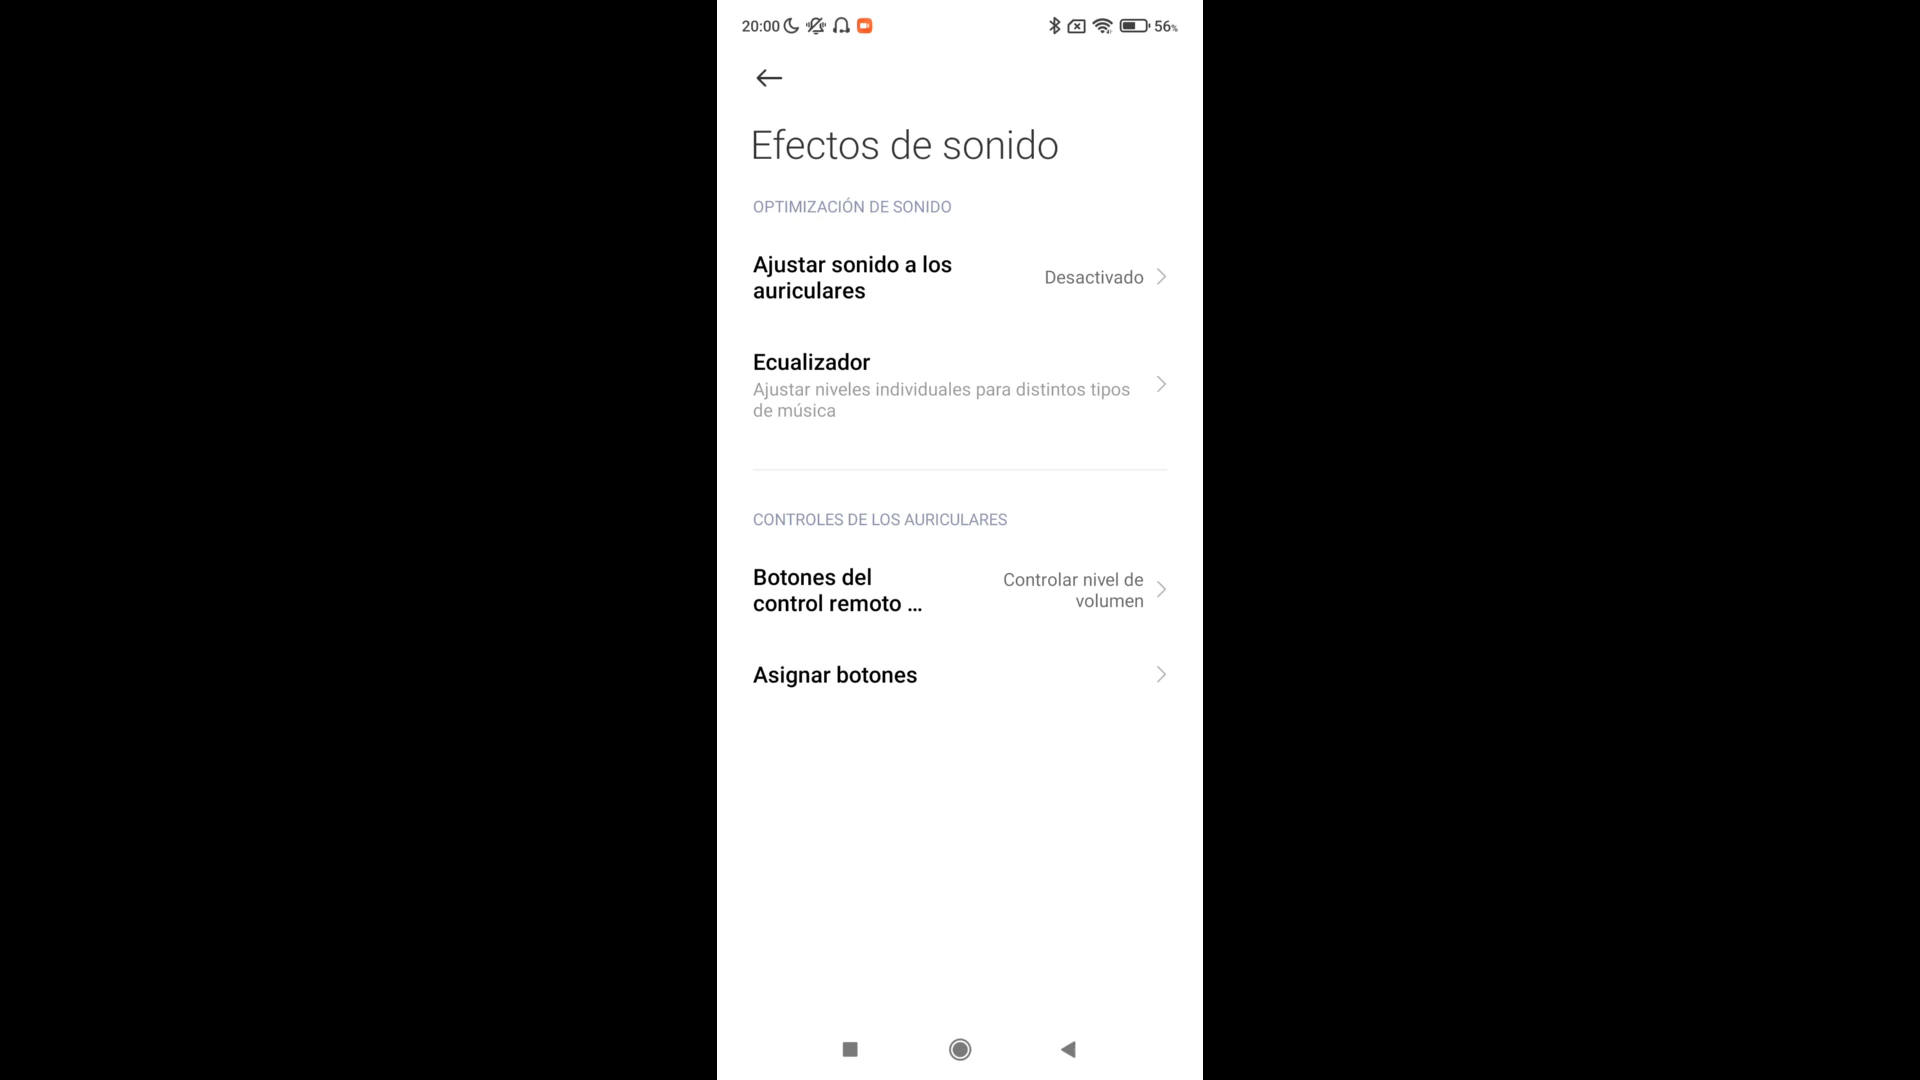 20:00 56%
Efectos de sonido
OPTIMIZACIÓN DE SONIDO
Ajustar sonido a los
auriculares
Desactivado
Ecualizador
Ajustar niveles individuales para distintos tipos
de música
CONTROLES DE LOS AURICULARES
Botones del
control remoto ...
Controlar nivel de
volumen
Asignar botones